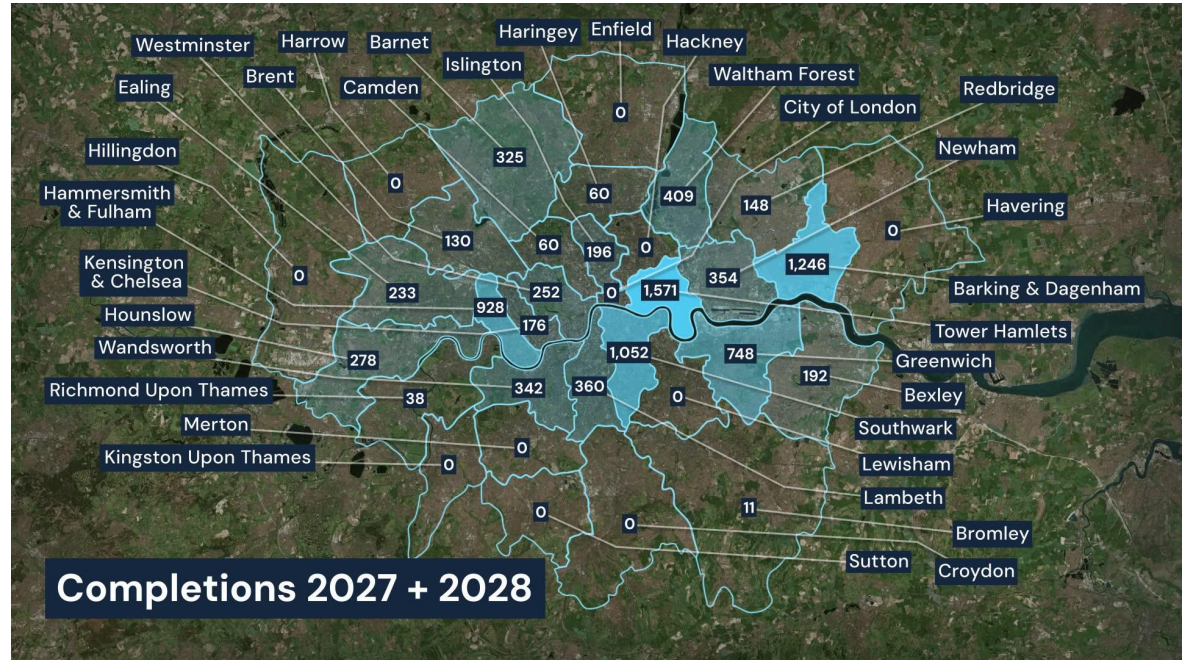 Haringey
Enfield
Hackney
Westminster
Harrow
Barnet
Islington
Waltham Forest
Brent
Camden
Ealing
City of London
Redbridge
Hillingdon
Newham
Hammersmith
& Fulham
Havering
Kensington
& Chelsea
Barking & Dagenham
Hounslow
Tower Hamlets
Wandsworth
Greenwich
Richmond Upon Thames
Bexley
Merton
Southwark
Kingston Upon Thames
Lewisham
Lambeth
Bromley
Sutton
Croydon
0
325
0
60
409
148
130
60
196
0
0
0
1,246
354
233
252
0
1,571
928
176
278
1,052
748
192
342
360
38
0
0
0
0
0
11
Completions 2027 + 2028